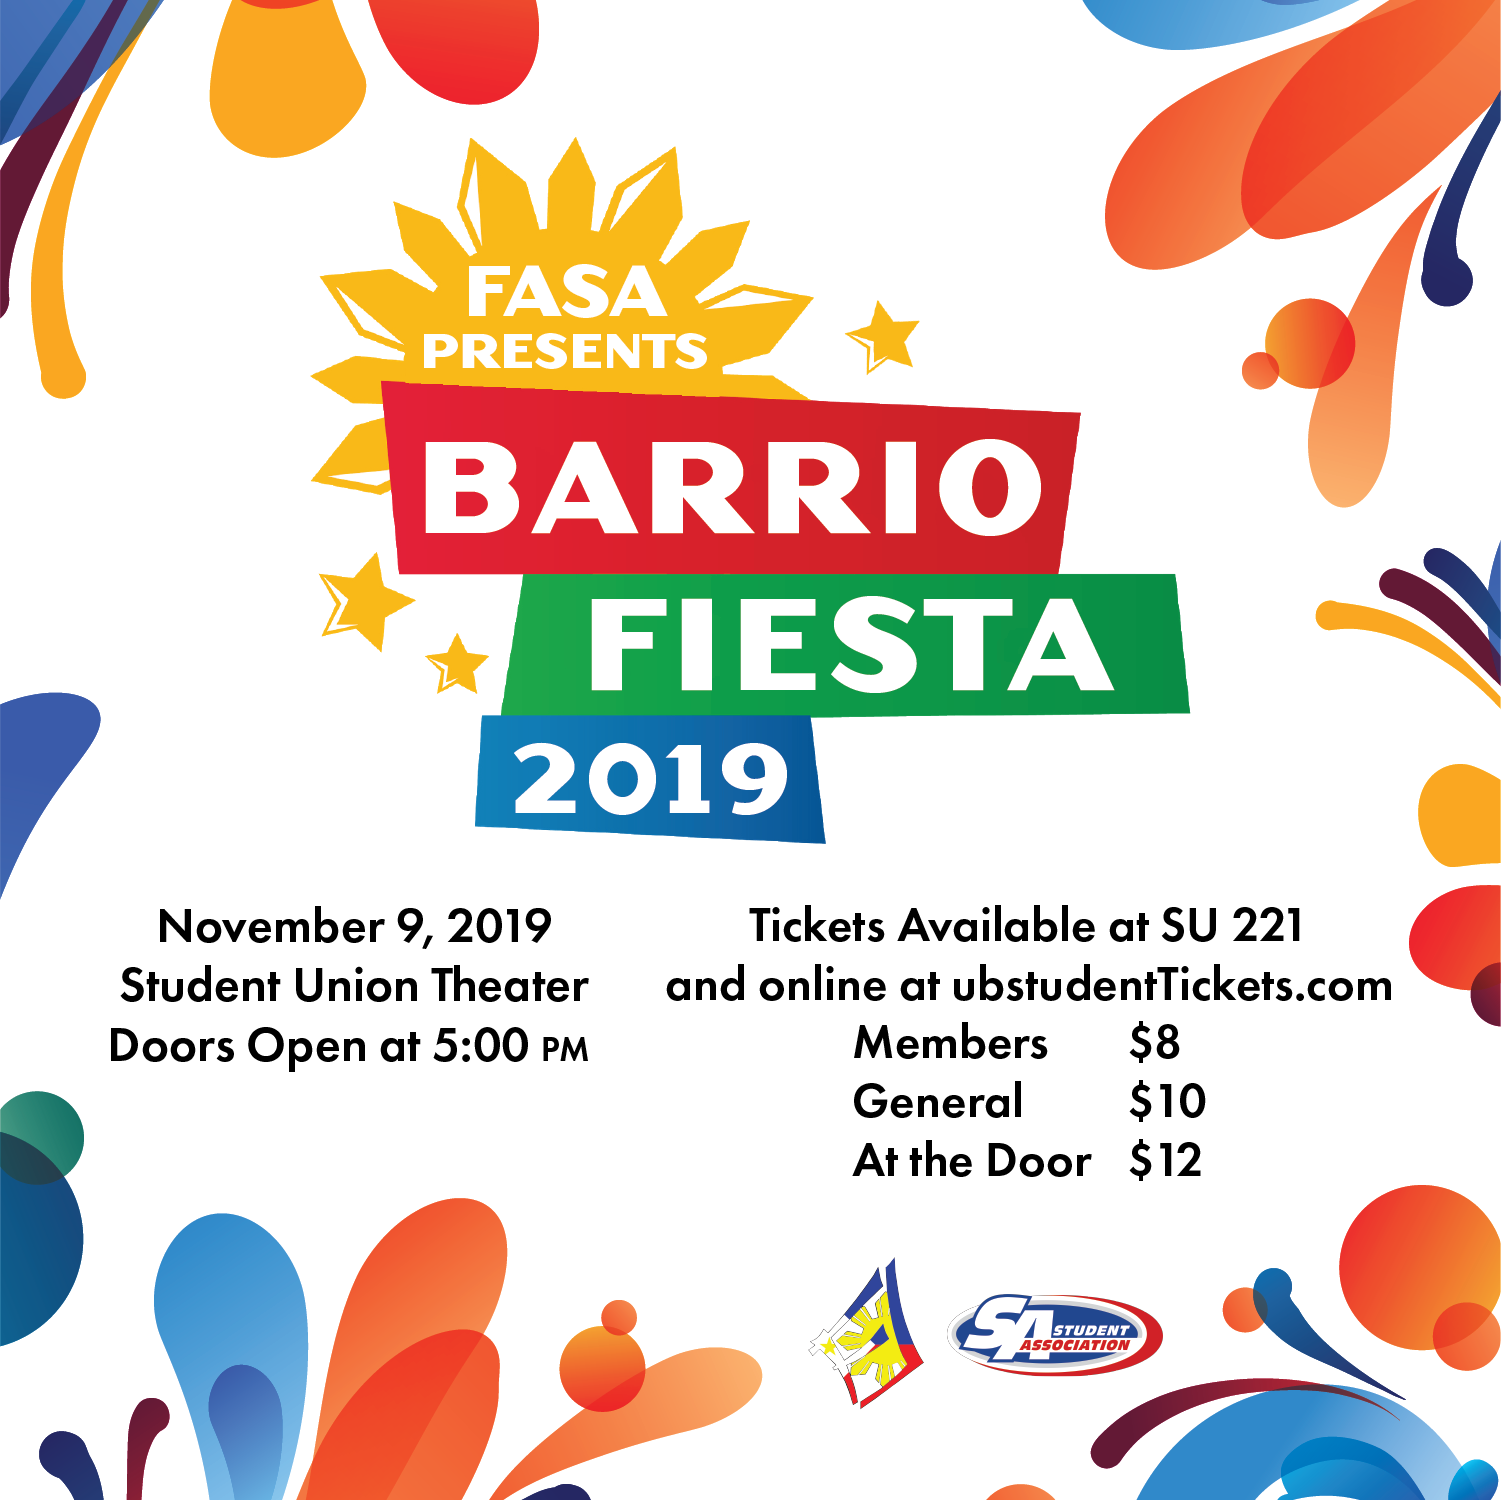 FASA
PRESENTS
BARRIO
FIESTA
2019
November 9, 2019
Student Union Theater
Doors Open at 5:00 PM
Tickets Available at SU 221
and online at ubstudentTickets.com
Members $8
General $10
At the Door $12
SA STUDENT
ASSOCIATION